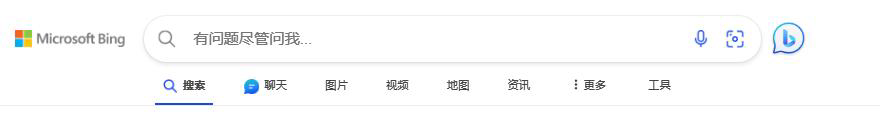 Microsoft Bing
有问题尽管问我...
搜索 聊天 图片 视频 地图 资讯 更多 工具